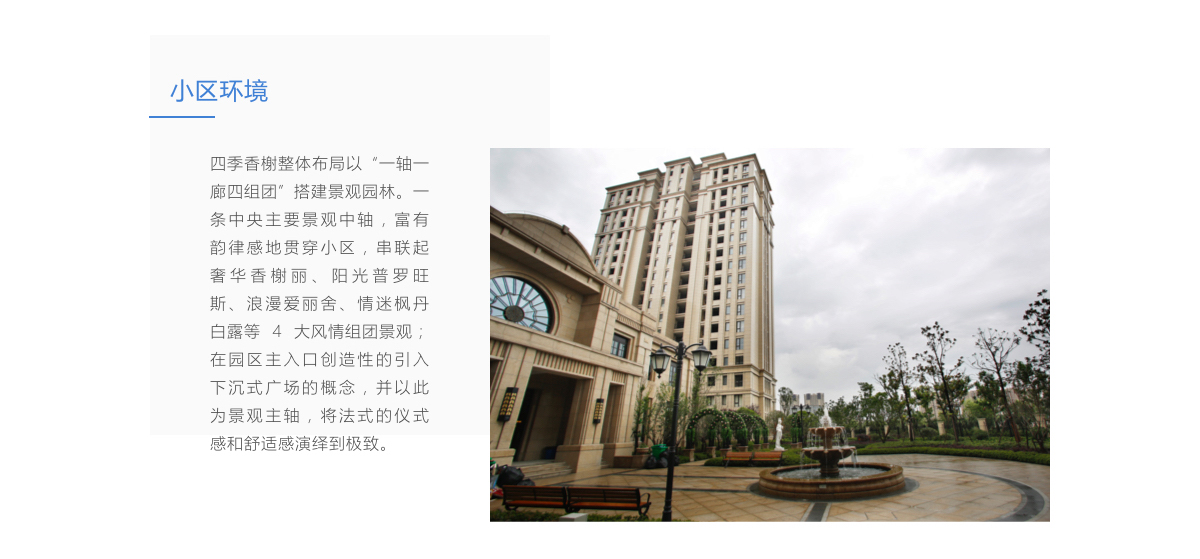 小区环境
四季香榭整体布局以“一轴一
廊四组团”搭建景观园林。一
条中央主要景观中轴，富有
韵律感地贯穿小区，串联起
奢华香榭丽、阳光普罗旺
斯、浪漫爱丽舍、情迷枫丹
白露等 4 大风情组团景观；
在园区主入口创造性的引入
下沉式广场的概念，并以此
为景观主轴，将法式的仪式
感和舒适感演绎到极致。